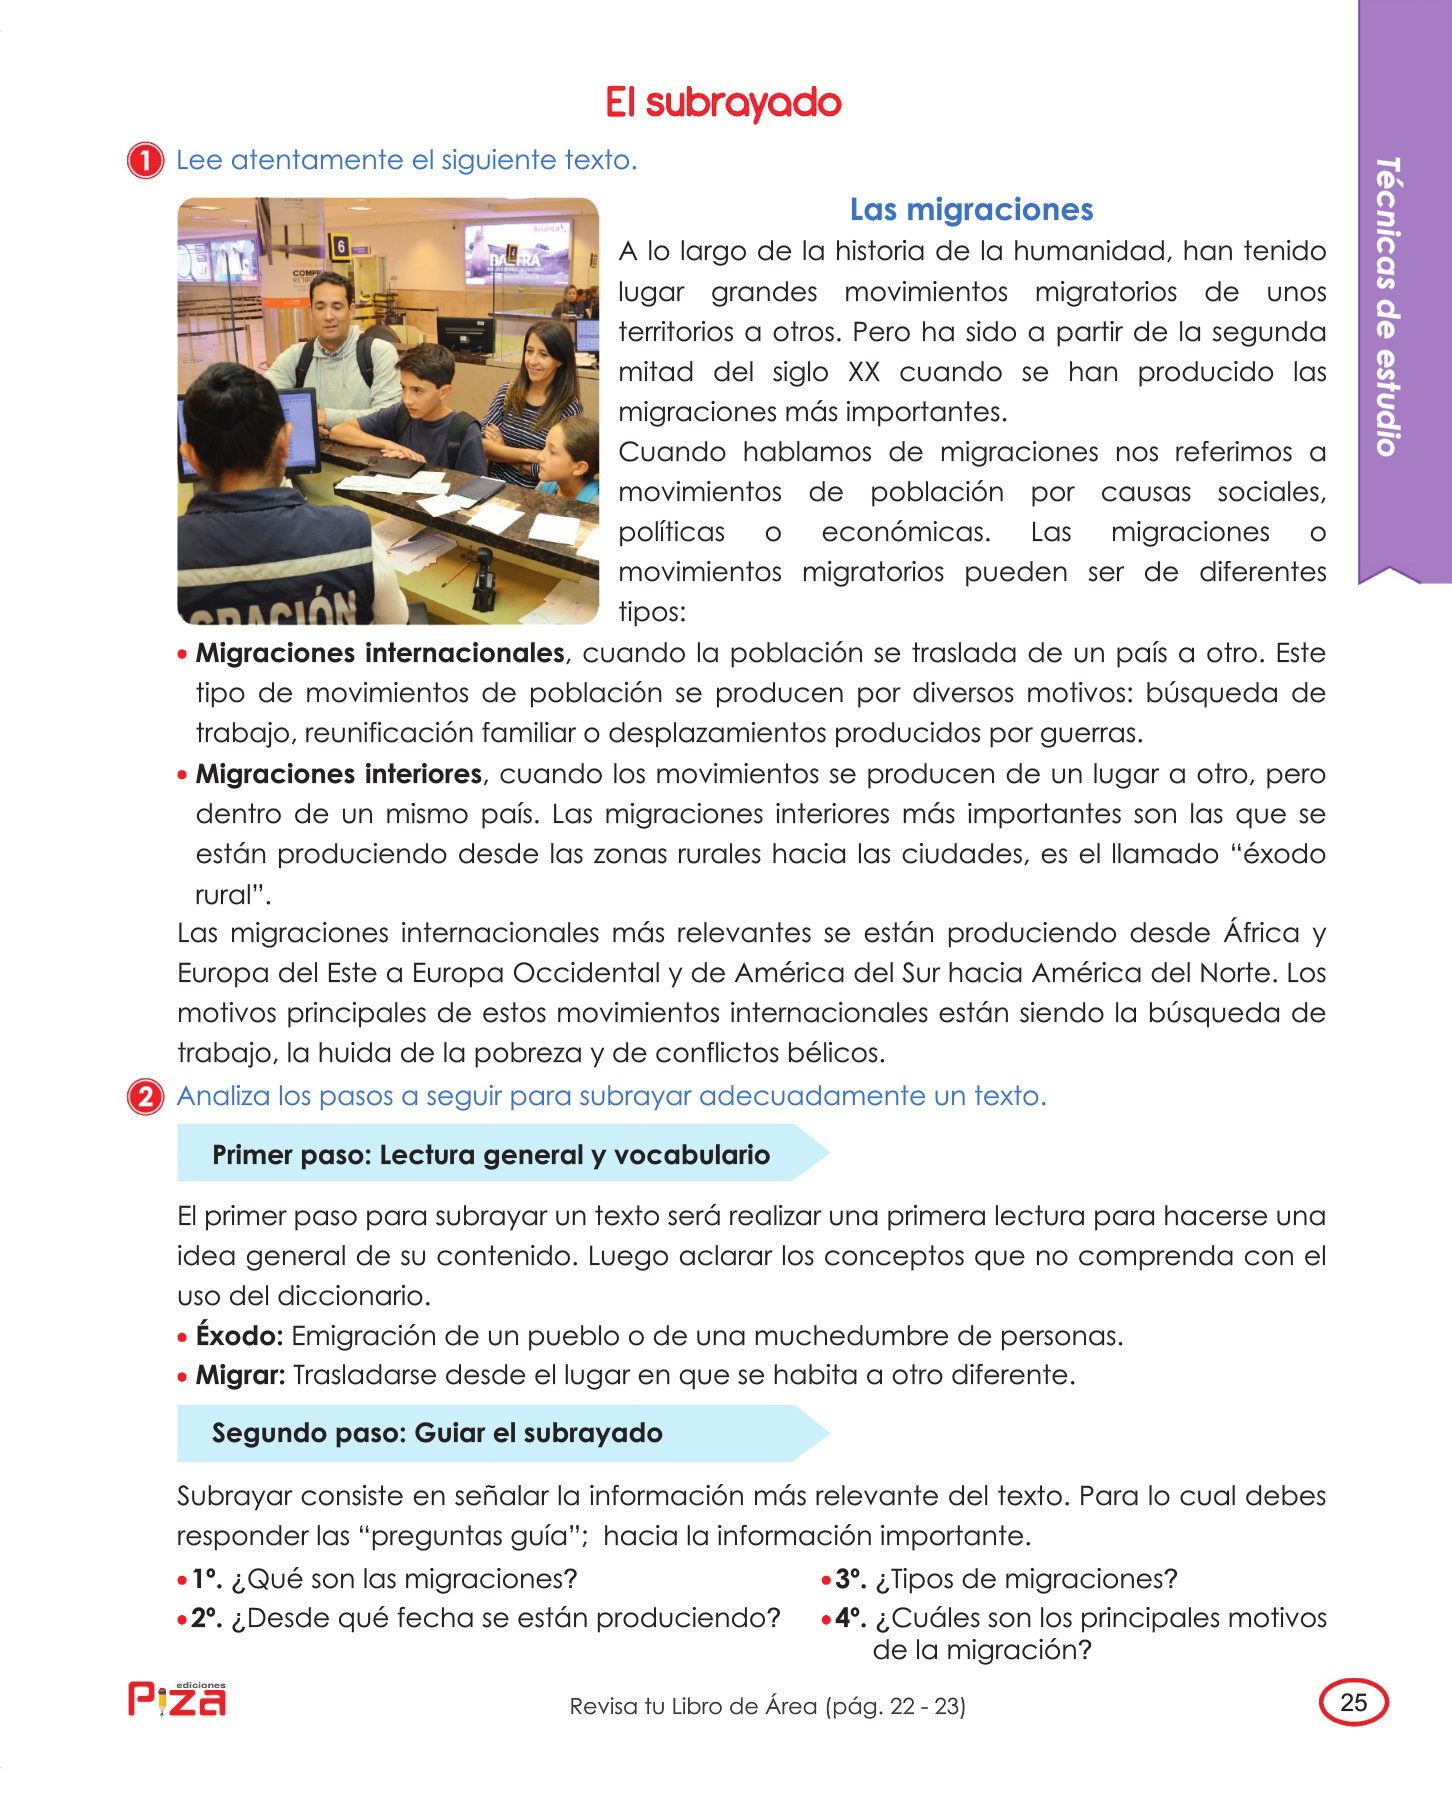 El subrayado
1 Lee atentamente el siguiente texto.
Las migraciones
A lo largo de la historia de la humanidad, han tenido
lugar grandes movimientos migratorios de unos
territorios a otros. Pero ha sido a partir de la segunda
mitad del siglo XX cuando se han producido las
migraciones más importantes.
Cuando hablamos de migraciones nos referimos a
movimientos de población por causas sociales,
políticas o económicas. Las migraciones o
movimientos migratorios pueden ser de diferentes
tipos:
6
Avianca
GRACIÓN
• Migraciones internacionales, cuando la población se traslada de un país a otro. Este
tipo de movimientos de población se producen por diversos motivos: búsqueda de
trabajo, reunificación familiar o desplazamientos producidos por guerras.
• Migraciones interiores, cuando los movimientos se producen de un lugar a otro, pero
dentro de un mismo país. Las migraciones interiores más importantes son las que se
están produciendo desde las zonas rurales hacia las ciudades, es el llamado “éxodo
rural”.
Las migraciones internacionales más relevantes se están produciendo desde África y
Europa del Este a Europa Occidental y de América del Sur hacia América del Norte. Los
motivos principales de estos movimientos internacionales están siendo la búsqueda de
trabajo, la huida de la pobreza y de conflictos bélicos.
2 Analiza los pasos a seguir para subrayar adecuadamente un texto.
Primer paso: Lectura general y vocabulario
El primer paso para subrayar un texto será realizar una primera lectura para hacerse una
idea general de su contenido. Luego aclarar los conceptos que no comprenda con el
uso del diccionario.
• Éxodo: Emigración de un pueblo o de una muchedumbre de personas.
• Migrar: Trasladarse desde el lugar en que se habita a otro diferente.
Segundo paso: Guiar el subrayado
Subrayar consiste en señalar la información más relevante del texto. Para lo cual debes
responder las “preguntas guía”; hacia la información importante.
• 1º. ¿Qué son las migraciones?
• 2º. ¿Desde qué fecha se están produciendo?
• 3º. ¿Tipos de migraciones?
• 4º. ¿Cuáles son los principales motivos
de la migración?
Técnicas de estudio
ediciones
Piza
Revisa tu Libro de Área (pág. 22 - 23)
25